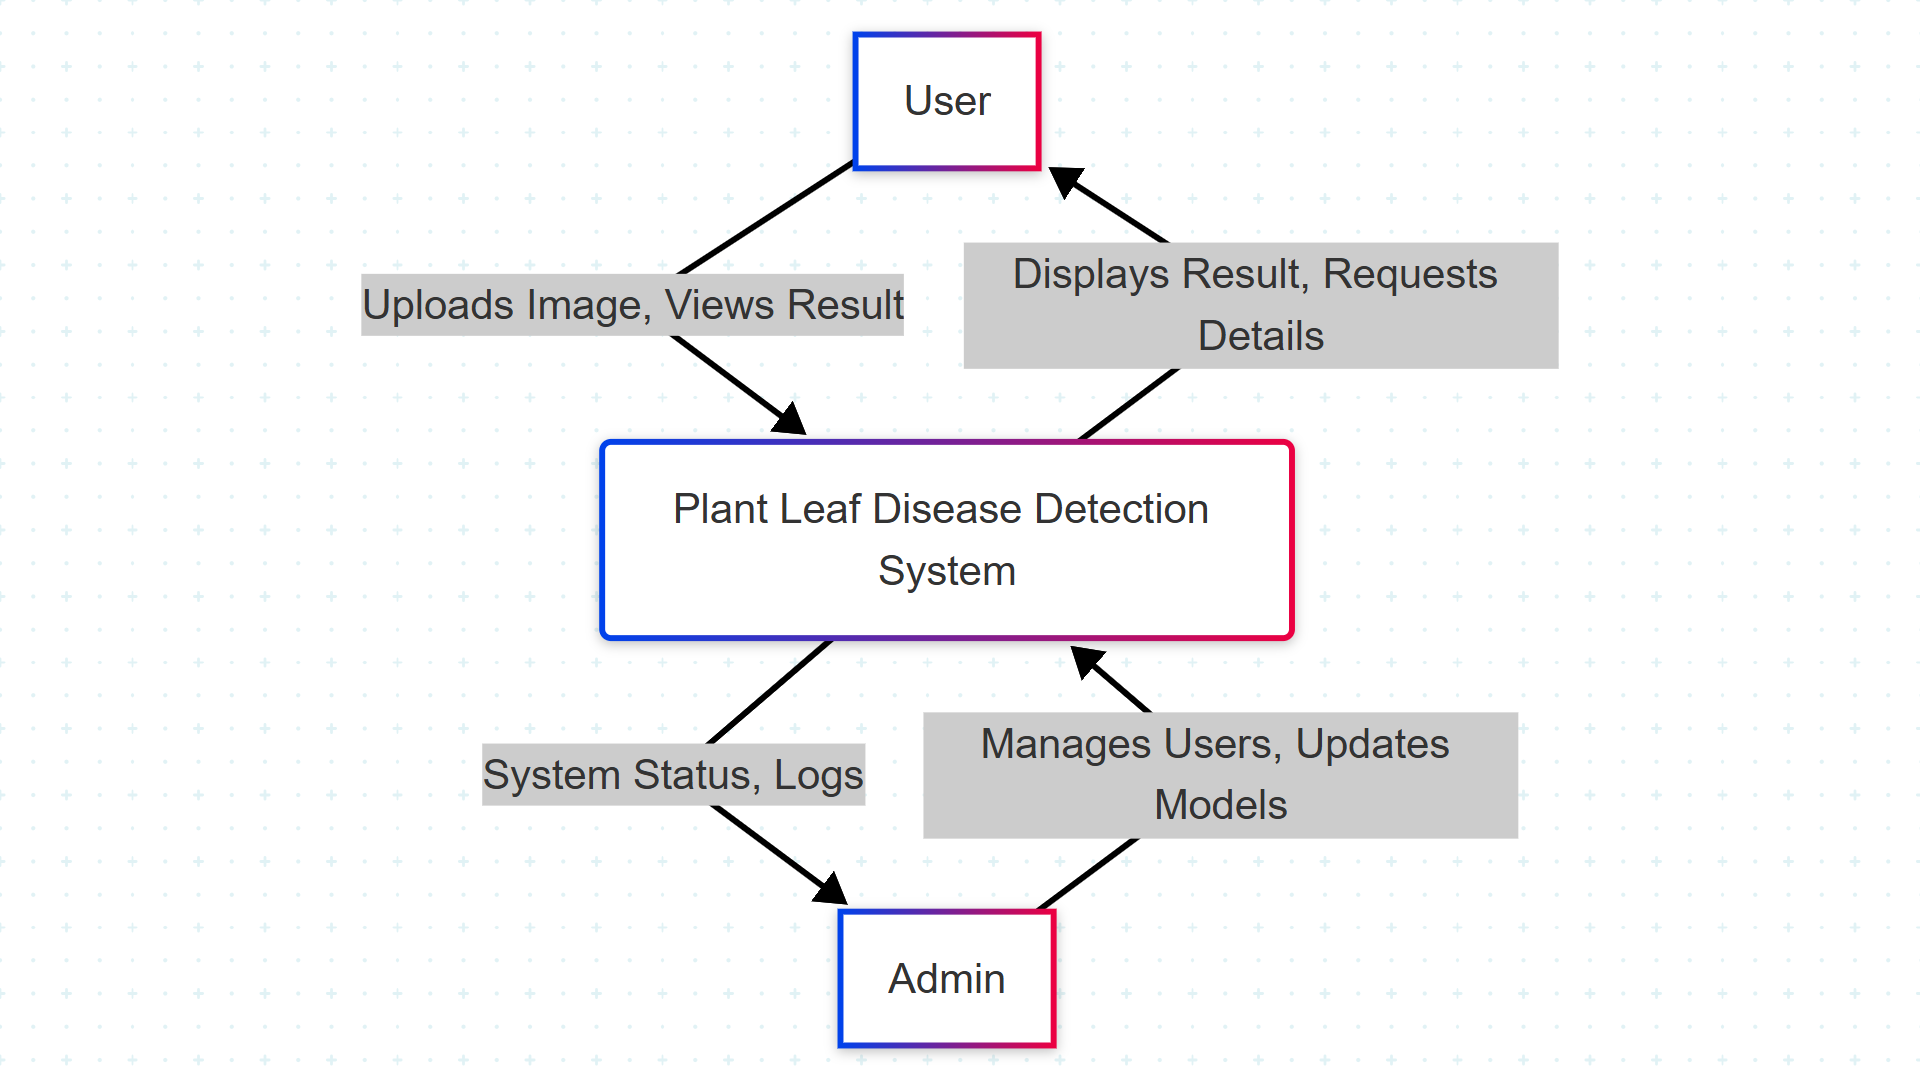 User
Uploads Image, Views Result
Displays Result, Requests
Details
Plant Leaf Disease Detection
System
System Status, Logs
Manages Users, Updates
Models
Admin